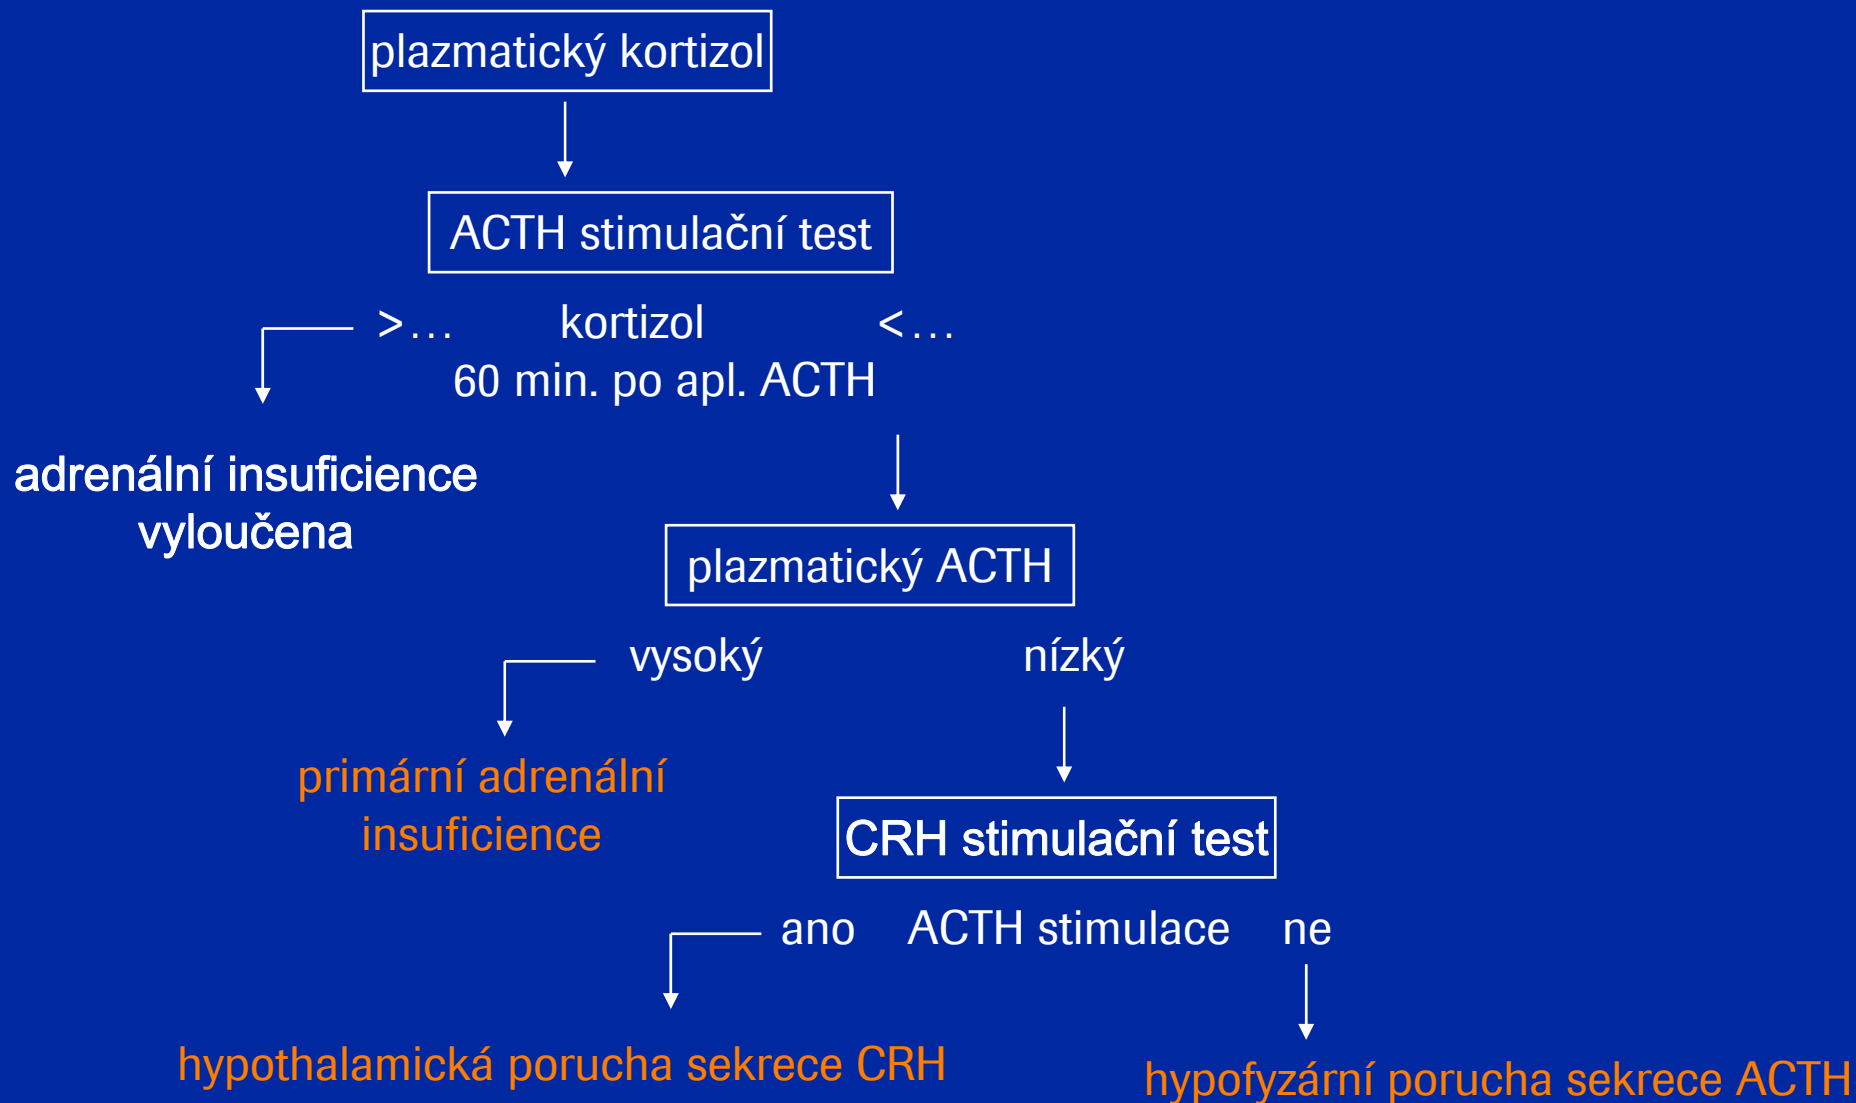 plazmatický kortizol
ACTH stimulační test
>... kortizol <...
60 min. po apl. ACTH
adrenální insuficience
vyloučena
plazmatický ACTH
vysoký nízký
primární adrenální
insuficience
CRH stimulační test
ano ACTH stimulace ne
hypothalamická porucha sekrece CRH
hypofyzární porucha sekrece ACTH